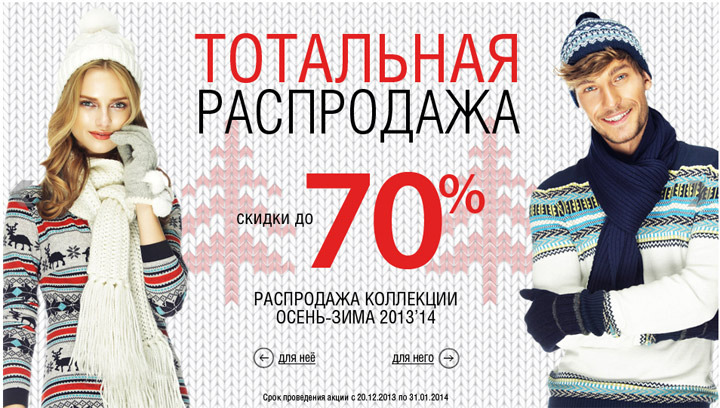 ТОТАЛЬНАЯ
РАСПРОДАЖА
скидки до 70%
РАСПРОДАЖА КОЛЛЕКЦИИ
ОСЕНЬ-ЗИМА 2013'14
для неё для него
Срок проведения акции с 20.12.2013 по 31.01.2014